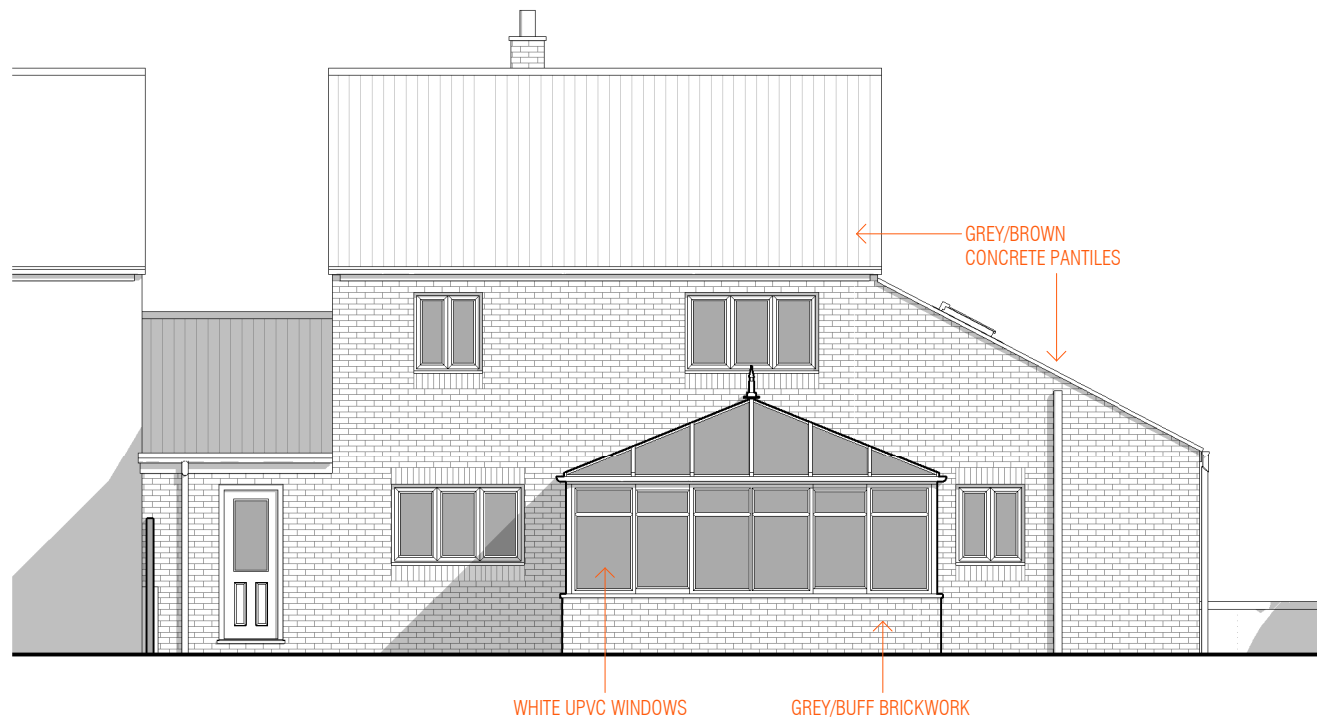 GREY/BROWN
CONCRETE PANTILES
WHITE UPVC WINDOWS
GREY/BUFF BRICKWORK